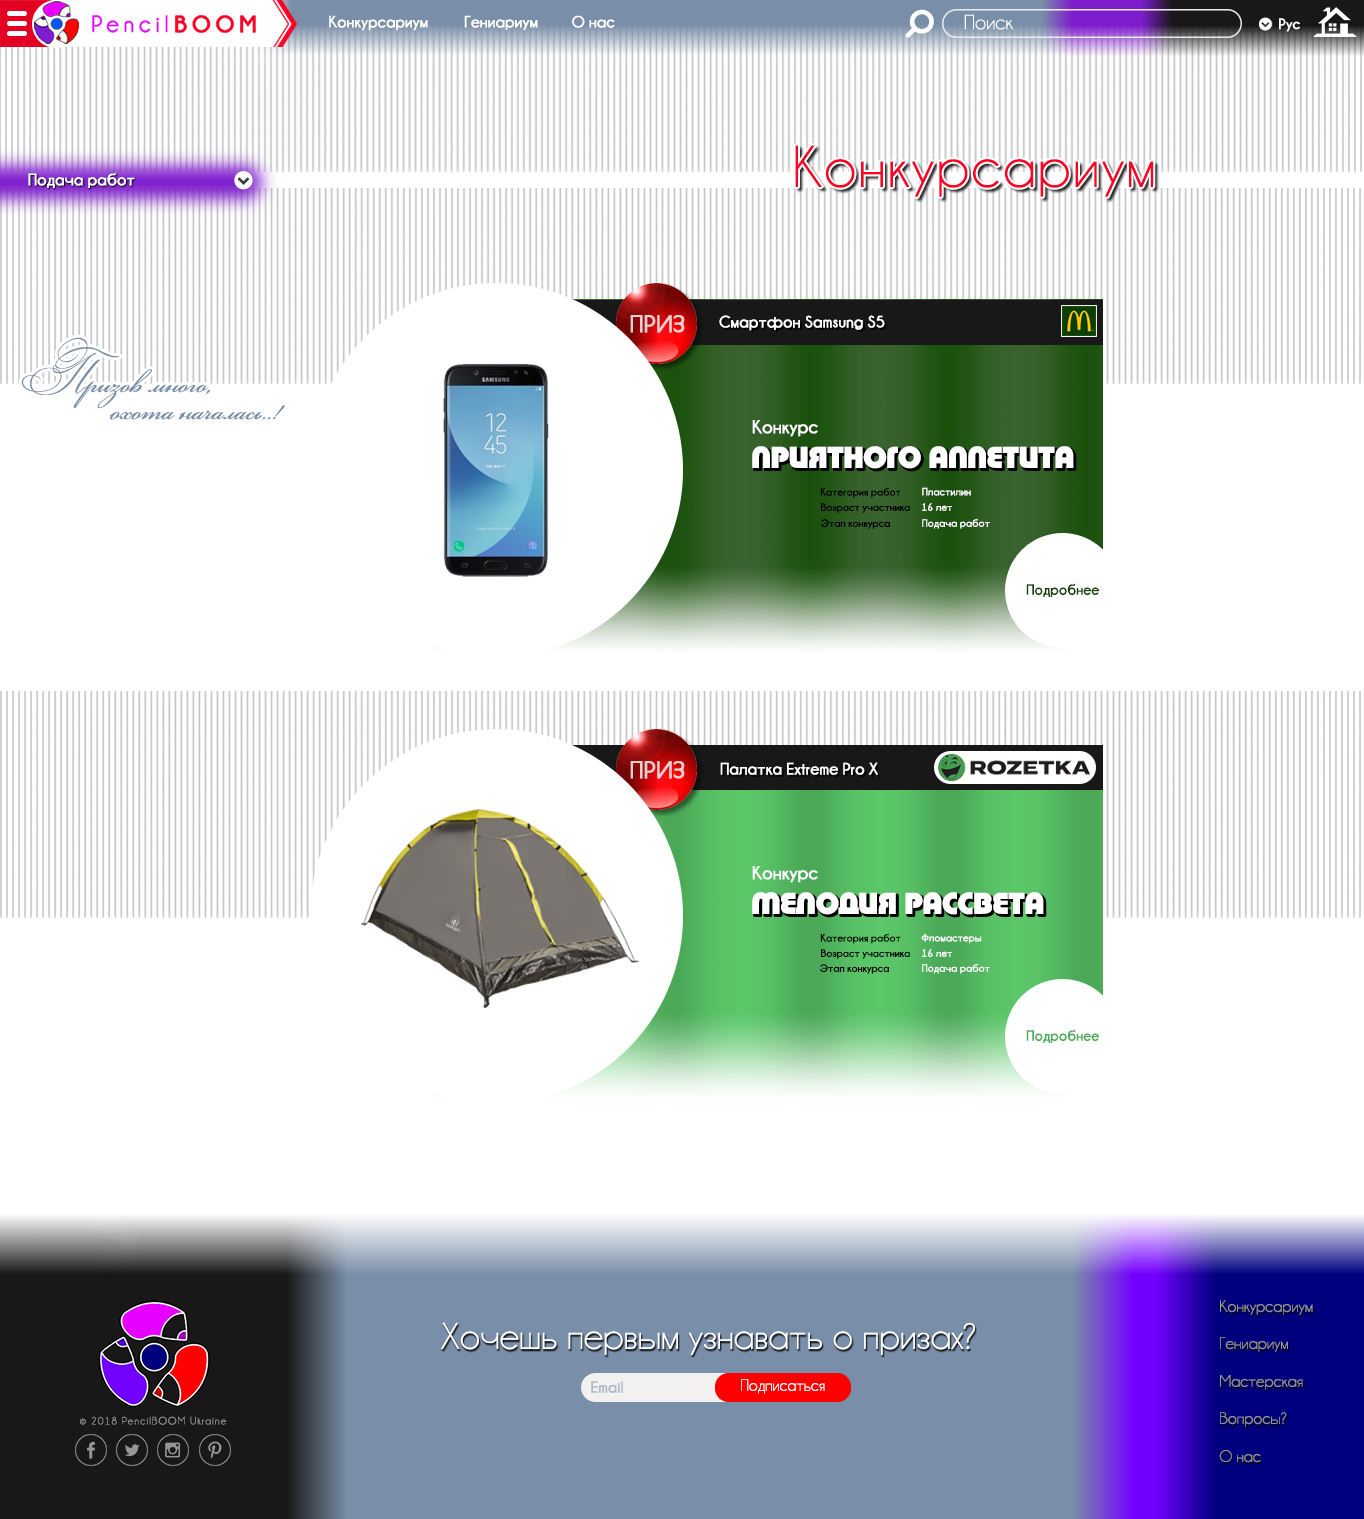 PencilBOOM
Конкурсариум Гениариум О нас
Поиск
Рус
Подача работ
Конкурсариум
Призов много,
охота началась..!
ПРИЗ
Смартфон Samsung S5
SAMSUNG
12
45
Конкурс
ПРИЯТНОГО АППЕТИТА
Категория работ Пластилин
Возраст участника 16 лет
Этап конкурса Подача работ
Подробнее
ПРИЗ
Палатка Extreme Pro X
ROZETKA
Конкурс
МЕЛОДИЯ РАССВЕТА
Категория работ Фломастеры
Возраст участника 16 лет
Этап конкурса Подача работ
Подробнее
Хочешь первым узнавать о призах?
Email
Подписаться
© 2018 PencilBOOM Ukraine
Конкурсариум
Гениариум
Мастерская
Вопросы?
О нас